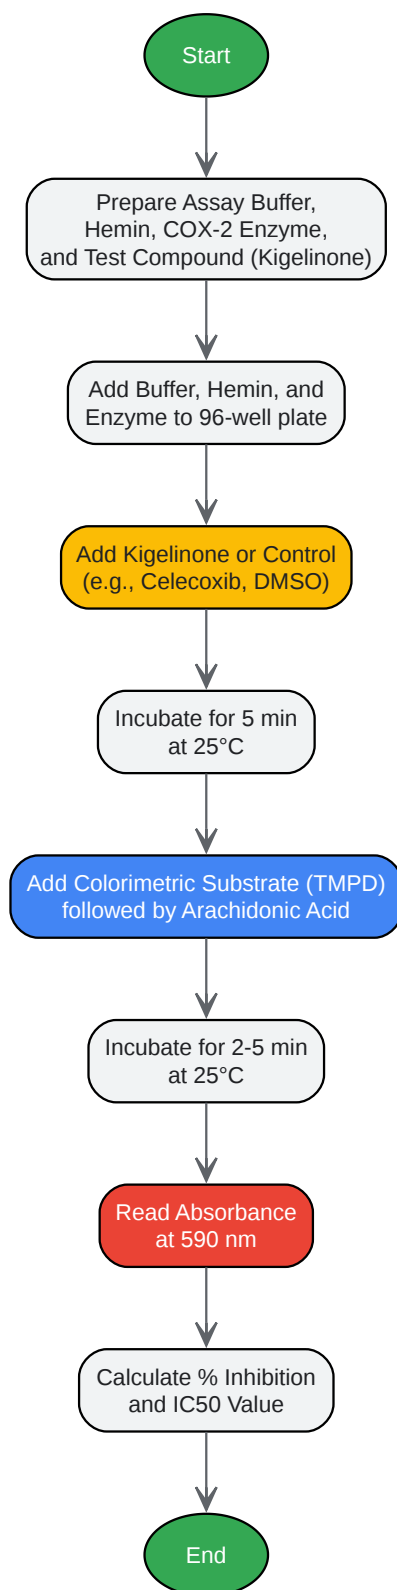 Start
Prepare Assay Buffer,
Hemin, COX-2 Enzyme,
and Test Compound (Kigelinone)
Add Buffer, Hemin, and
Enzyme to 96-well plate
Add Kigelinone or Control
(e.g., Celecoxib, DMSO)
Incubate for 5 min
at 25°C
Add Colorimetric Substrate (TMPD)
followed by Arachidonic Acid
Incubate for 2-5 min
at 25°C
Read Absorbance
at 590 nm
Calculate % Inhibition
and IC50 Value
End